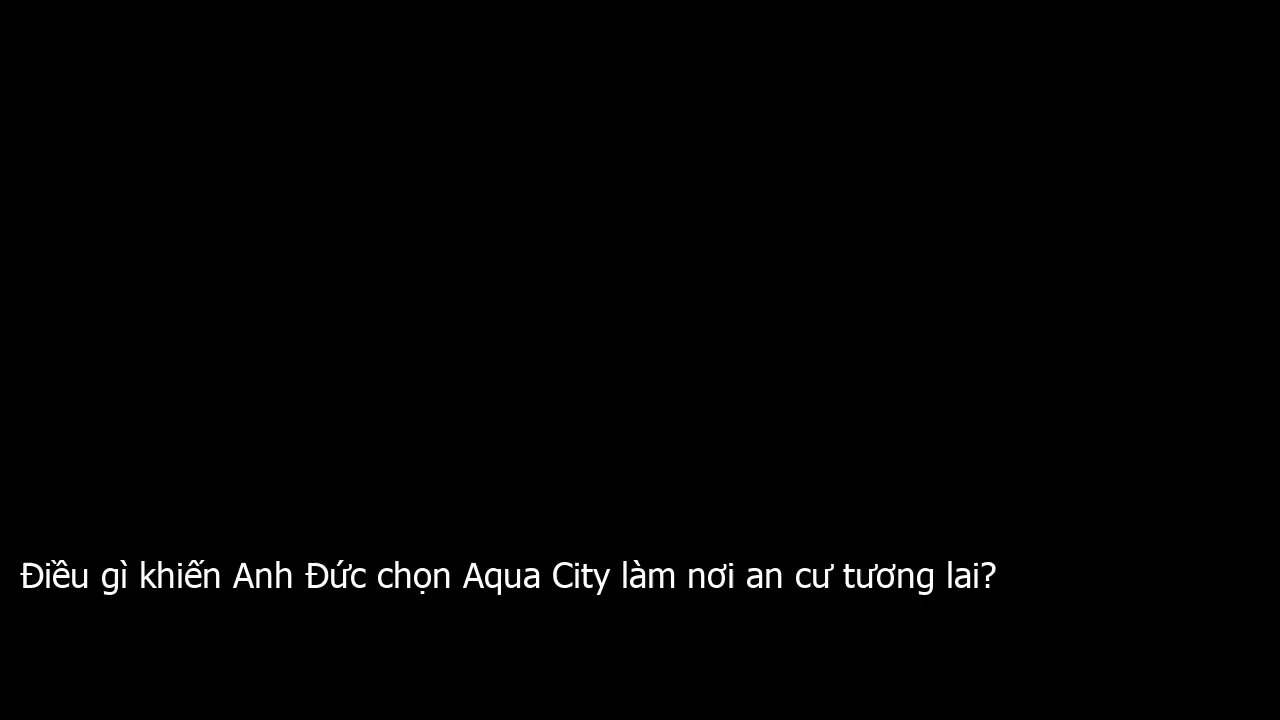 Điều gì khiến Anh Đức chọn Aqua City làm nơi an cư tương lai?